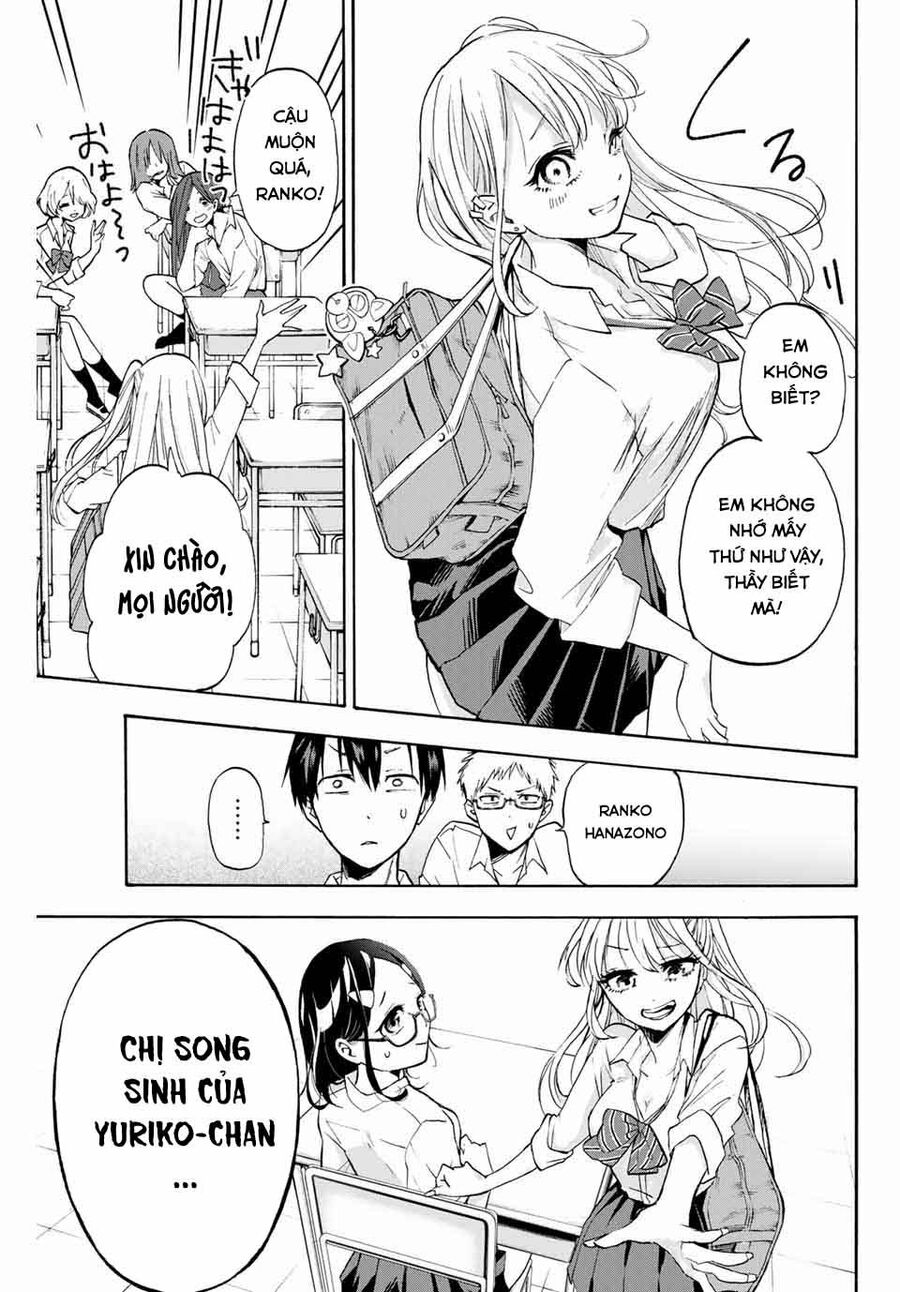 くるっ
EM
KHÔNG
BIẾT?
EM KHÔNG
NHỚ MẤY
THỨ NHƯ VẬY,
THẦY BIẾT
MÀ!
CẬU
MUỘN
QUÁ,
RANKO!
ぎゃははは
おはよ〜っ
XIN CHÀO,
MỌI NGƯỜI!
RANKO
HANAZONO
......
CHỊ SONG
SINH CỦA
YURIKO-CHAN
...